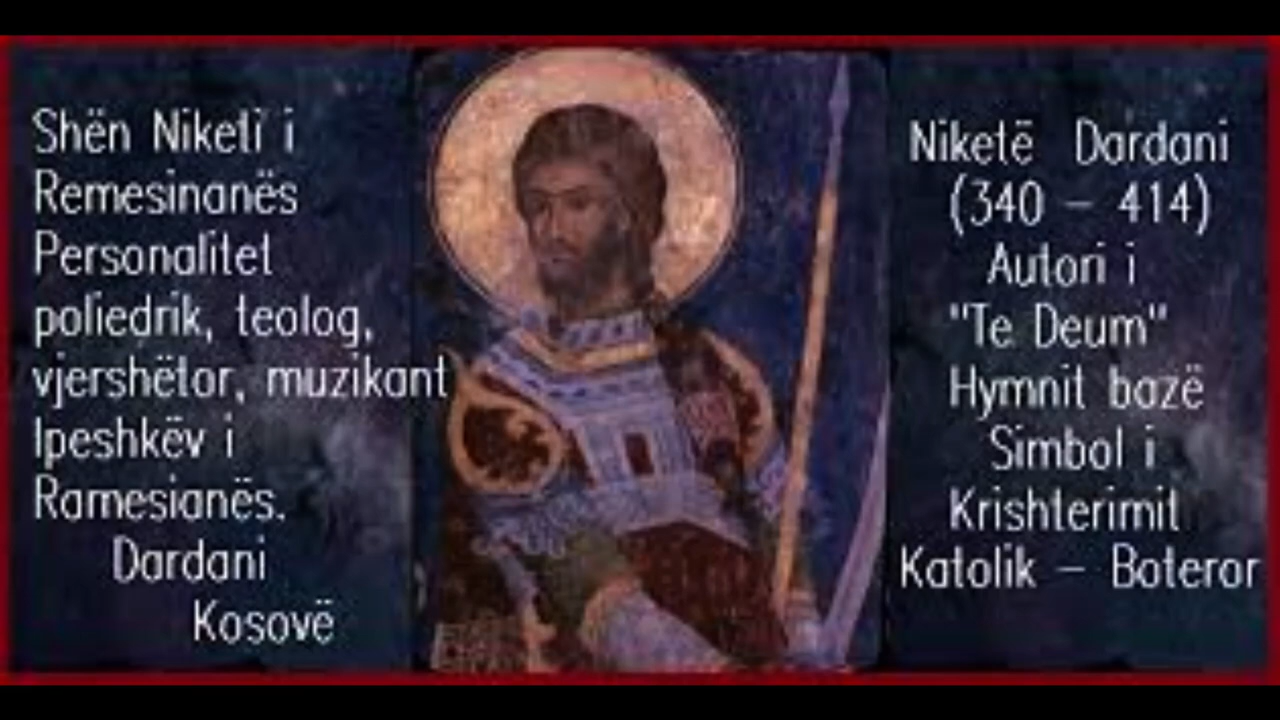 Shën Niketi i
Remesinanës
Personalitet
poliedrik, teolog,
vjershëtor, muzikant
Ipeshkëv i
Ramesianës.
Dardani
Kosovë
Niketë Dardani
(340 – 414)
Autori i
"Te Deum"
Hymnit bazë
Simbol i
Krishterimit
Katolik – Boteror